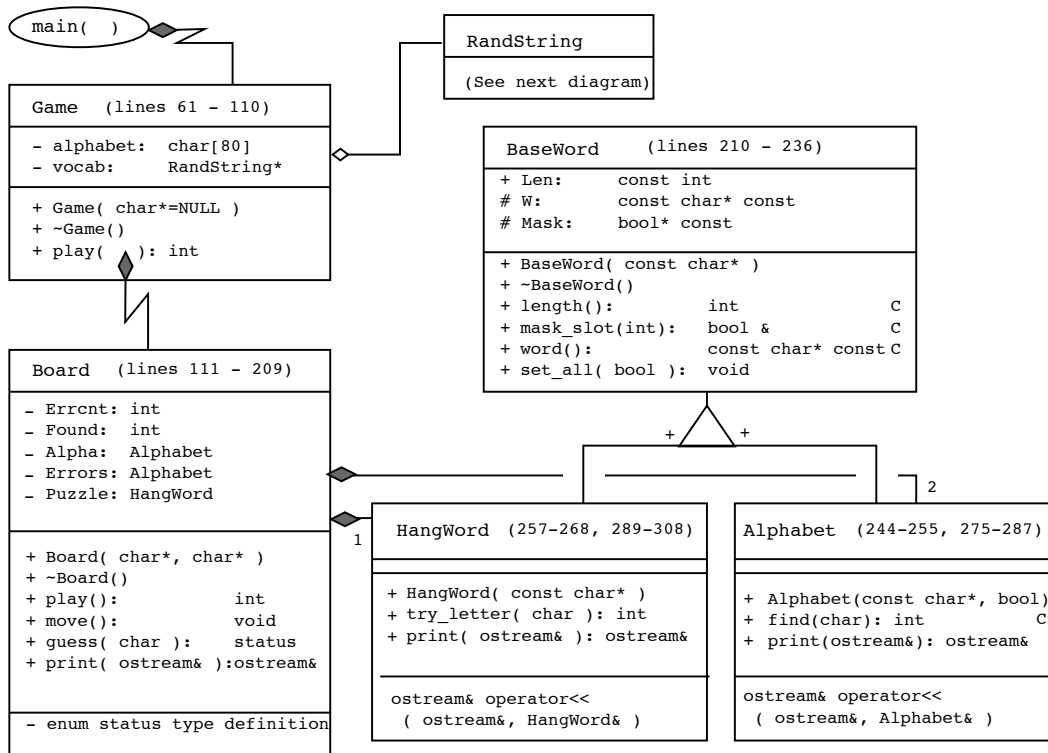 main(  )
RandString
(See next diagram)
Game (lines 61 – 110)
– alphabet: char[80]
– vocab: RandString*
+ Game( char*=NULL )
+ ~Game()
+ play(  ): int
BaseWord (lines 210 – 236)
+ Len: const int
# W: const char* const
# Mask: bool* const
+ BaseWord( const char* )
+ ~BaseWord()
+ length(): int C
+ mask_slot(int): bool & C
+ word(): const char* const C
+ set_all( bool ): void
+ +
Board (lines 111 – 209)
– Errcnt: int
– Found: int
– Alpha: Alphabet
– Errors: Alphabet
– Puzzle: HangWord
+ Board( char*, char* )
+ ~Board()
+ play(): int
+ move(): void
+ guess( char ): status
+ print( ostream& ):ostream&
– enum status type definition
1
2
HangWord (257–268, 289–308)
+ HangWord( const char* )
+ try_letter( char ): int
+ print( ostream& ): ostream&
ostream& operator<<
( ostream&, HangWord& )
Alphabet (244–255, 275–287)
+ Alphabet(const char*, bool)
+ find(char): int C
+ print(ostream&): ostream&
ostream& operator<<
( ostream&, Alphabet& )